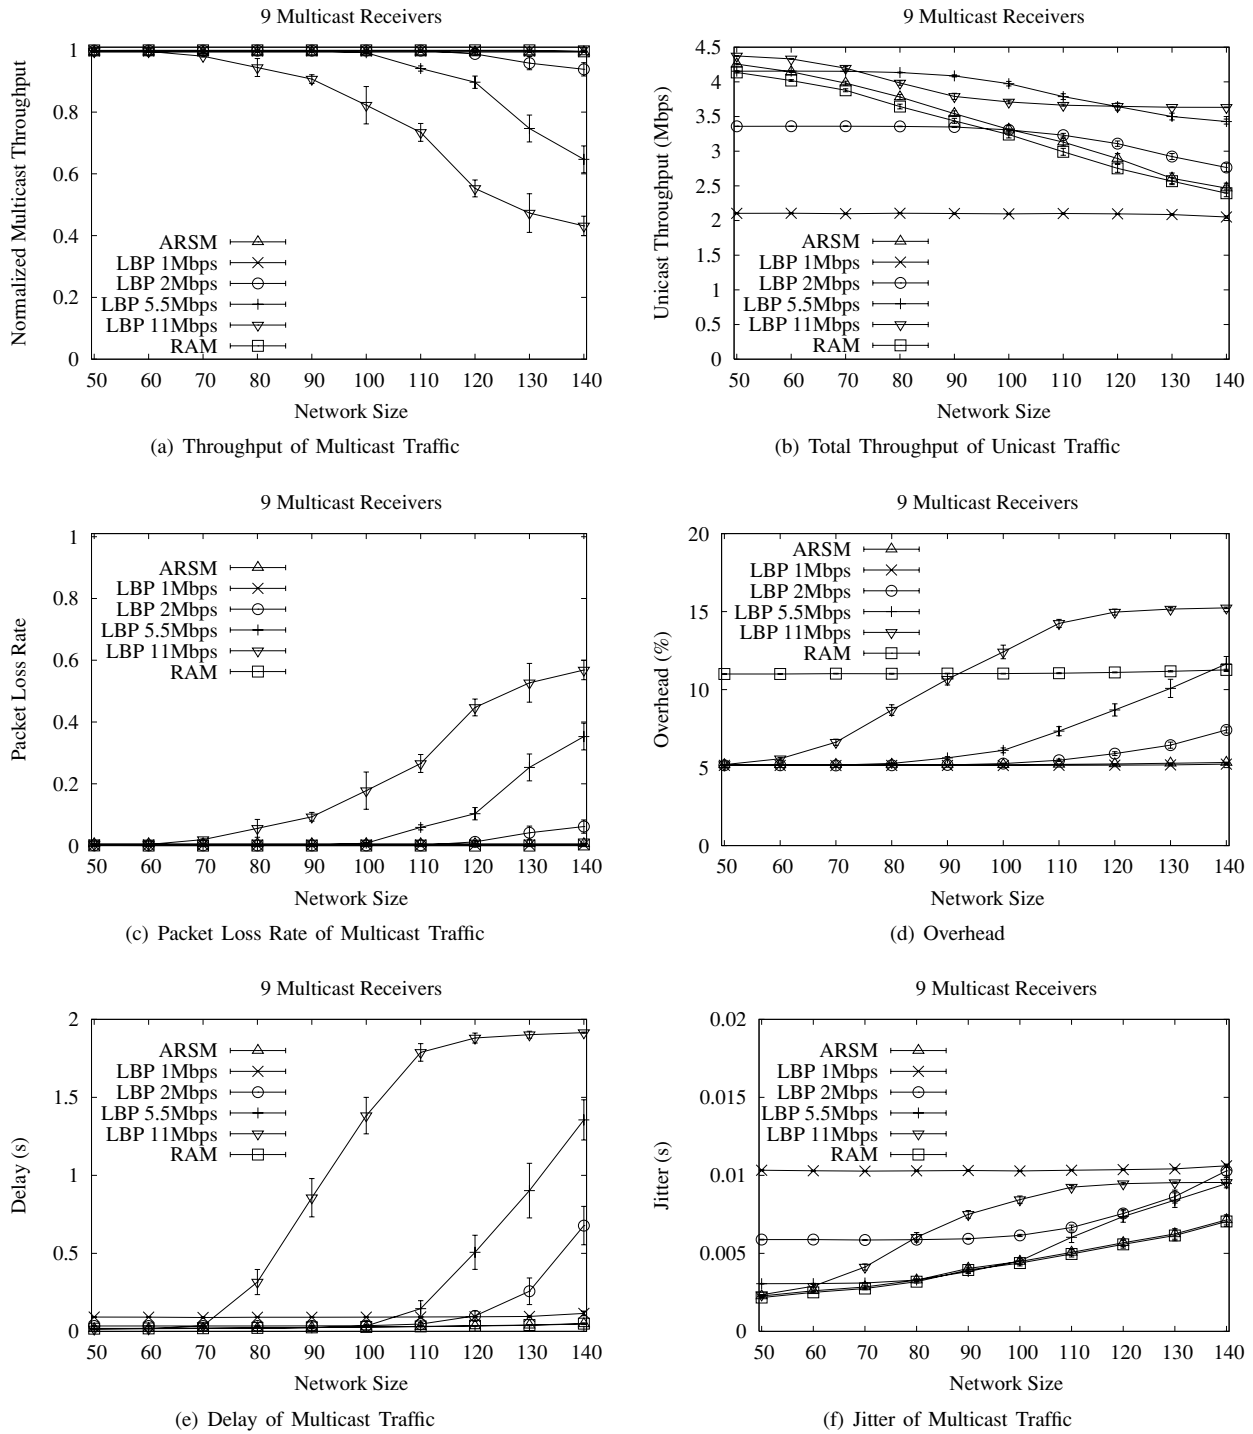 9 Multicast Receivers
Normalized Multicast Throughput
1
0.8
0.6
0.4
0.2
0
ARSM
LBP 1Mbps
LBP 2Mbps
LBP 5.5Mbps
LBP 11Mbps
RAM
50 60 70 80 90 100 110 120 130 140
Network Size
(a) Throughput of Multicast Traffic
9 Multicast Receivers
Unicast Throughput (Mbps)
4.5
4
3.5
3
2.5
2
1.5
1
0.5
0
ARSM
LBP 1Mbps
LBP 2Mbps
LBP 5.5Mbps
LBP 11Mbps
RAM
50 60 70 80 90 100 110 120 130 140
Network Size
(b) Total Throughput of Unicast Traffic
9 Multicast Receivers
Packet Loss Rate
1
0.8
0.6
0.4
0.2
0
ARSM
LBP 1Mbps
LBP 2Mbps
LBP 5.5Mbps
LBP 11Mbps
RAM
50 60 70 80 90 100 110 120 130 140
Network Size
(c) Packet Loss Rate of Multicast Traffic
9 Multicast Receivers
Overhead (%)
20
15
10
5
0
ARSM
LBP 1Mbps
LBP 2Mbps
LBP 5.5Mbps
LBP 11Mbps
RAM
50 60 70 80 90 100 110 120 130 140
Network Size
(d) Overhead
9 Multicast Receivers
Delay (s)
2
1.5
1
0.5
0
ARSM
LBP 1Mbps
LBP 2Mbps
LBP 5.5Mbps
LBP 11Mbps
RAM
50 60 70 80 90 100 110 120 130 140
Network Size
(e) Delay of Multicast Traffic
9 Multicast Receivers
Jitter (s)
0.02
0.015
0.01
0.005
0
ARSM
LBP 1Mbps
LBP 2Mbps
LBP 5.5Mbps
LBP 11Mbps
RAM
50 60 70 80 90 100 110 120 130 140
Network Size
(f) Jitter of Multicast Traffic